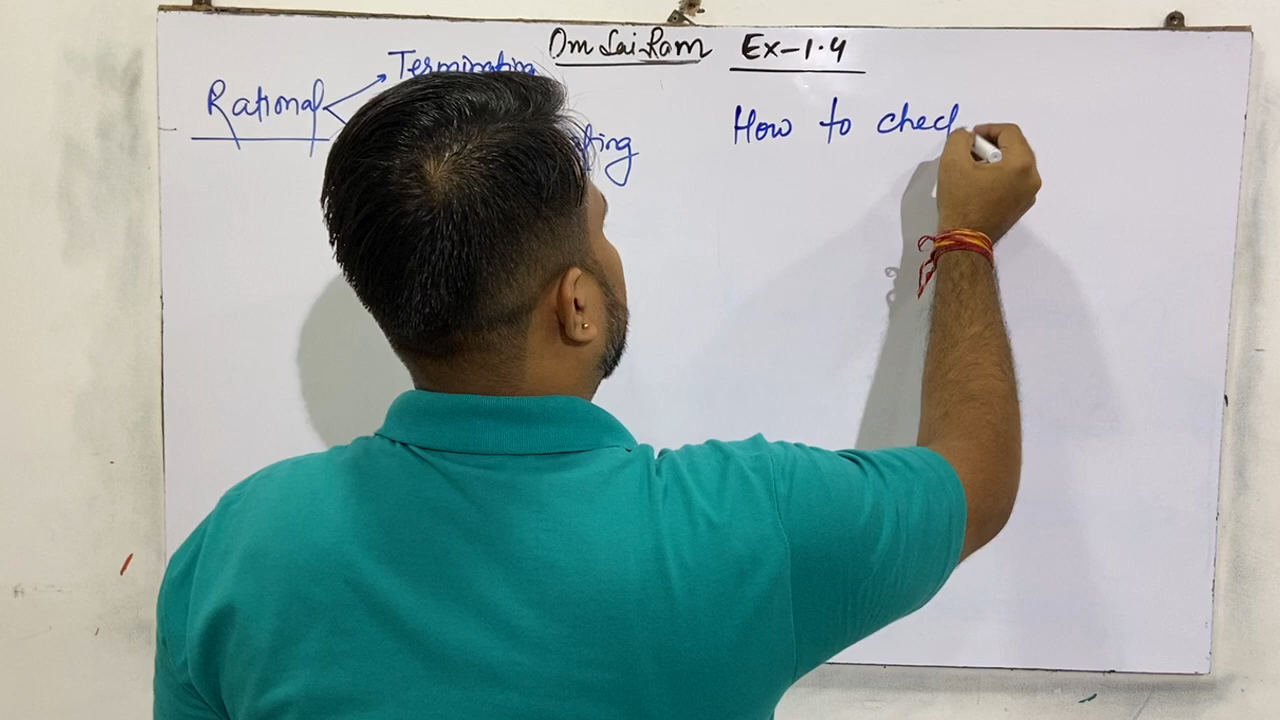 Om Sai Ram Ex-1.4
Terminating
Rational
How to chec